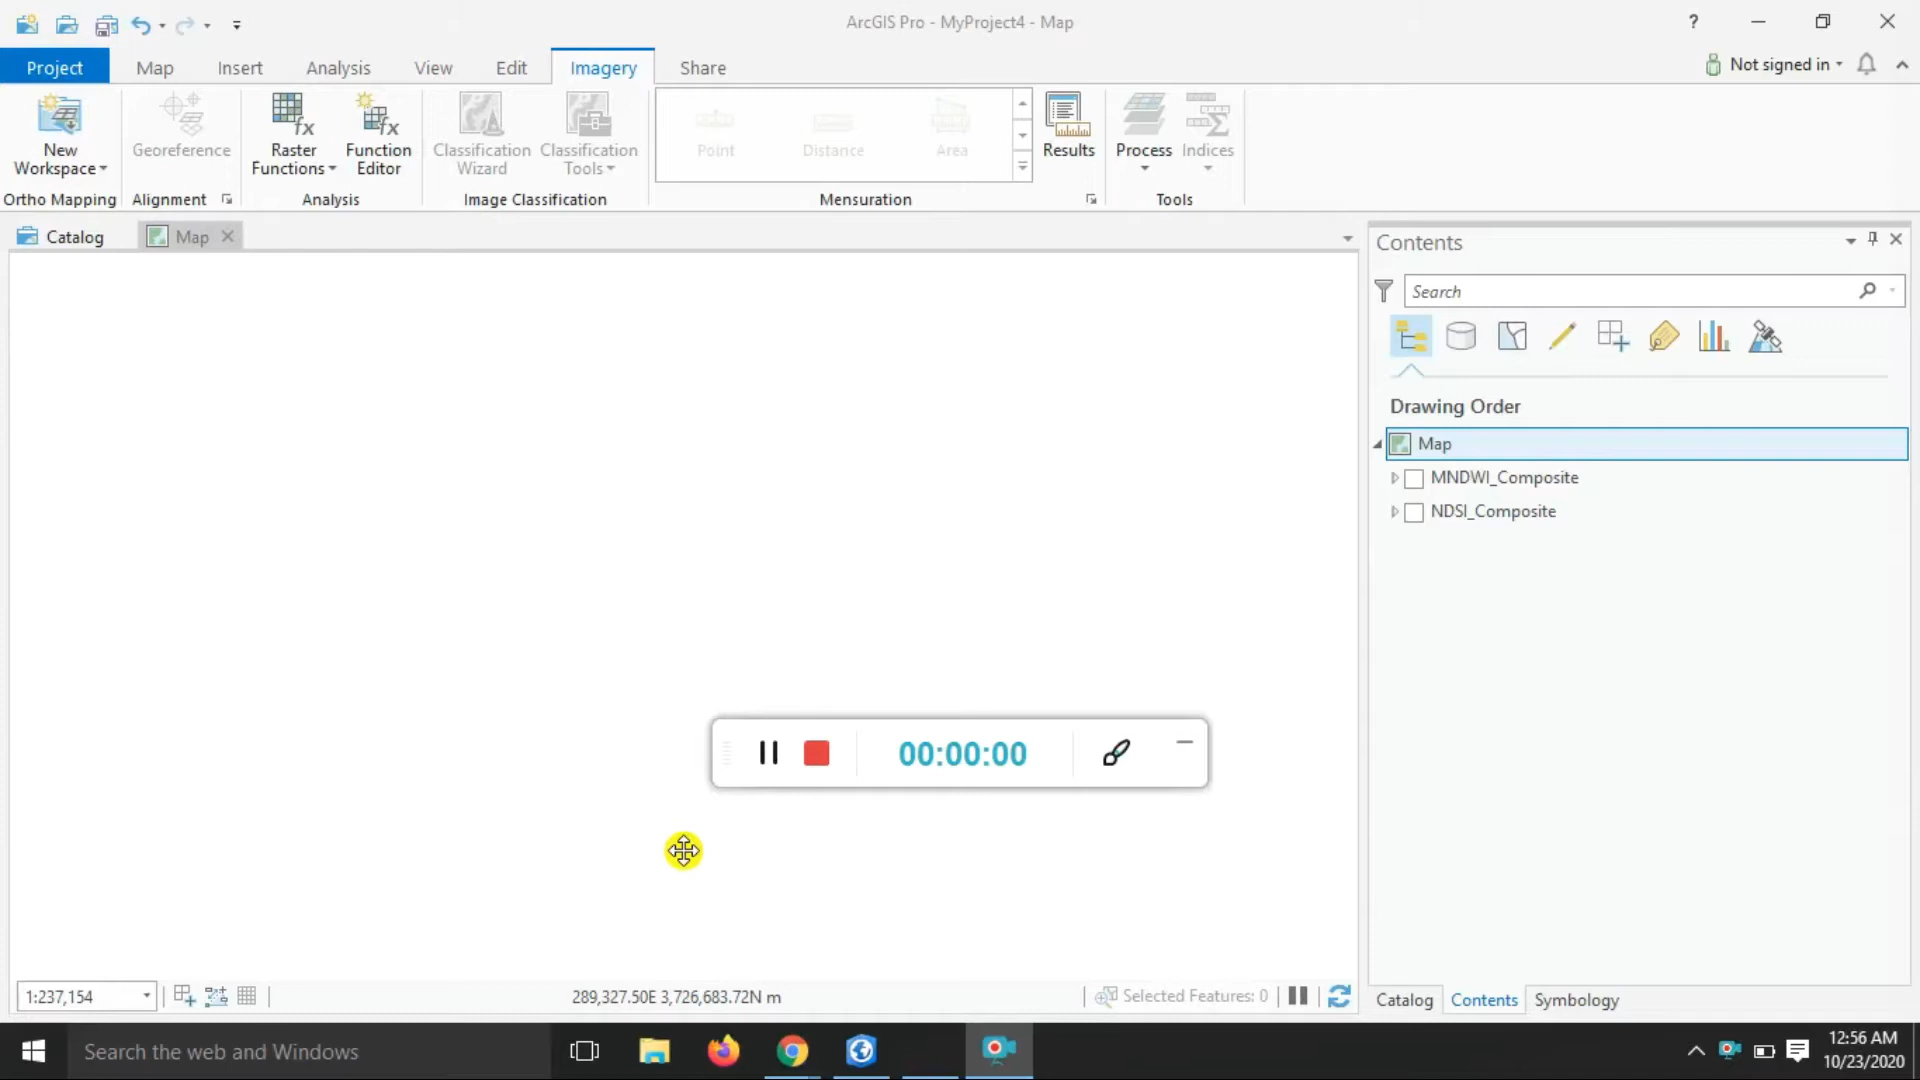 ArcGIS Pro - MyProject4 - Map
?
Project
Map
Insert
Analysis
View
Edit
Imagery
Share
Not signed in
New
Workspace
Georeference
Raster
Functions
Function
Editor
Classification
Wizard
Classification
Tools
Point
Distance
Area
Results
Process
Indices
Ortho Mapping
Alignment
Analysis
Image Classification
Mensuration
Tools
Catalog
Map
Contents
Search
Drawing Order
Map
MNDWI_Composite
NDSI_Composite
00:00:00
1:237,154
289,327.50E 3,726,683.72N m
Selected Features: 0
Catalog
Contents
Symbology
Search the web and Windows
12:56 AM
10/23/2020